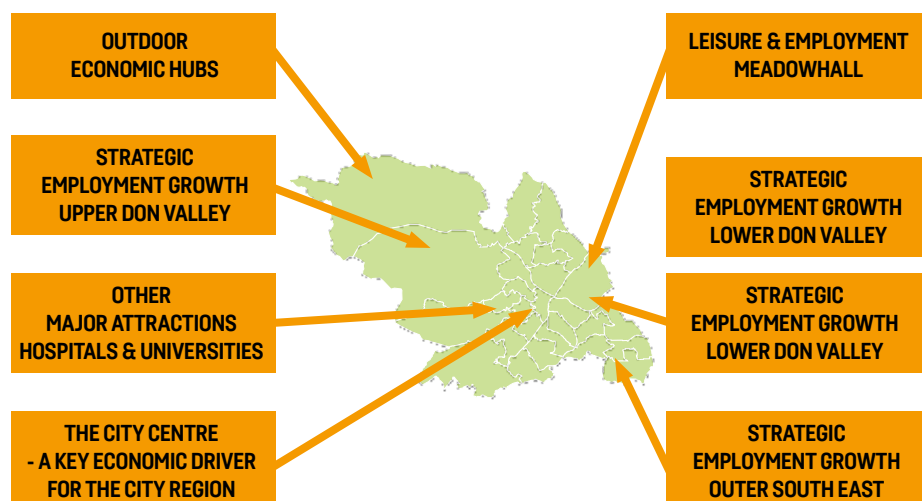 OUTDOOR
ECONOMIC HUBS
STRATEGIC
EMPLOYMENT GROWTH
UPPER DON VALLEY
OTHER
MAJOR ATTRACTIONS
HOSPITALS & UNIVERSITIES
THE CITY CENTRE
- A KEY ECONOMIC DRIVER
FOR THE CITY REGION
LEISURE & EMPLOYMENT
MEADOWHALL
STRATEGIC
EMPLOYMENT GROWTH
LOWER DON VALLEY
STRATEGIC
EMPLOYMENT GROWTH
LOWER DON VALLEY
STRATEGIC
EMPLOYMENT GROWTH
OUTER SOUTH EAST